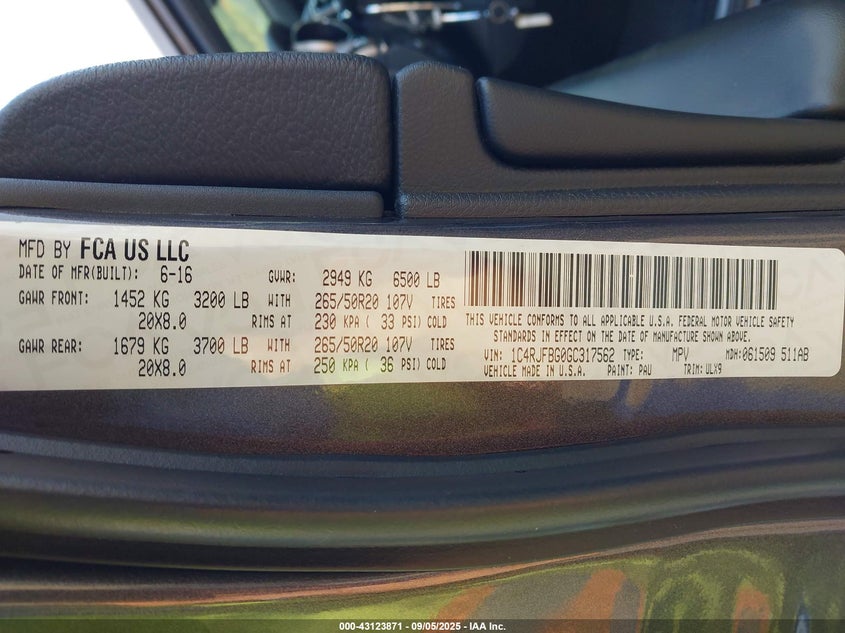 MFD BY FCA US LLC
DATE OF MFR(BUILT): 6-16 GVWR: 2949 KG 6500 LB
GAWR FRONT: 1452 KG 3200 LB WITH 265/50R20 107V TIRES
20X8.0 RIMS AT 230 KPA ( 33 PSI) COLD
GAWR REAR: 1679 KG 3700 LB WITH 265/50R20 107V TIRES
20X8.0 RIMS AT 250 KPA ( 36 PSI) COLD
THIS VEHICLE CONFORMS TO ALL APPLICABLE U.S.A. FEDERAL MOTOR VEHICLE SAFETY
STANDARDS IN EFFECT ON THE DATE OF MANUFACTURE SHOWN ABOVE.
VIN: 1C4RJFBG0GC317562 TYPE: MPV MDH: 061509 511AB
VEHICLE MADE IN U.S.A. PAINT: PAU TRIM: ULX9
000-43123871 - 09/05/2025 - IAA Inc.